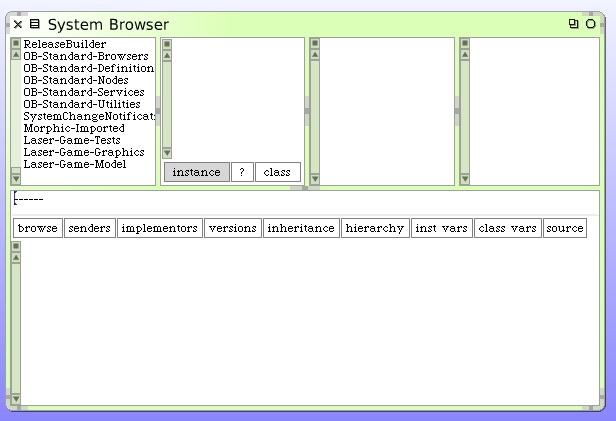 System Browser
ReleaseBuilder
OB-Standard-Browsers
OB-Standard-Definition
OB-Standard-Nodes
OB-Standard-Services
OB-Standard-Utilities
SystemChangeNotificat
Morphic-Imported
Laser-Game-Tests
Laser-Game-Graphics
Laser-Game-Model
instance ? class
------
browse senders implementors versions inheritance hierarchy inst vars class vars source